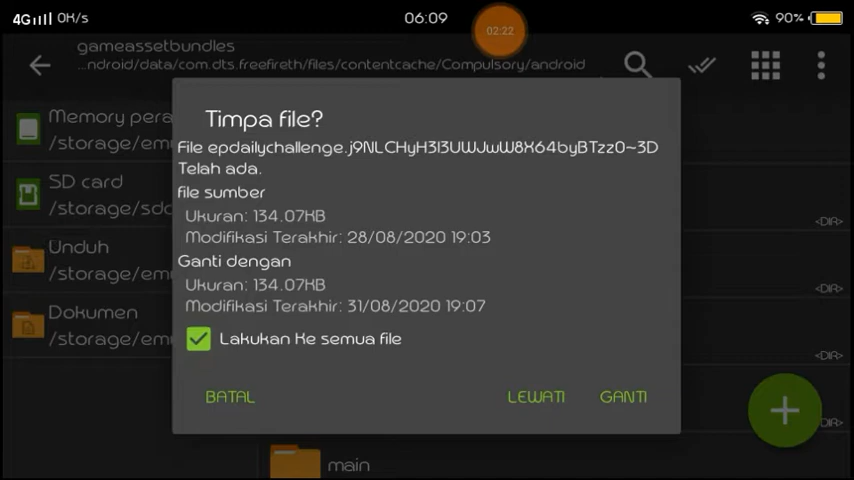 4G 0K/s
06:09
02:22
90%
gameassetbundles
...ndroid/data/com.dts.freefireth/files/contentcache/Compulsory/android
Memory pera
/storage/em
SD card
/storage/sdc
Unduh
/storage/em
Dokumen
/storage/em
Timpa file?
File epdailychallenge.j9NLCHyH3I3UWJwW8X64byBTzz0~3D
Telah ada.
file sumber
Ukuran: 134.07KB
Modifikasi Terakhir: 28/08/2020 19:03
Ganti dengan
Ukuran: 134.07KB
Modifikasi Terakhir: 31/08/2020 19:07
Lakukan Ke semua file
BATAL
LEWATI
GANTI
<DIR>
<DIR>
<DIR>
DIR>
main